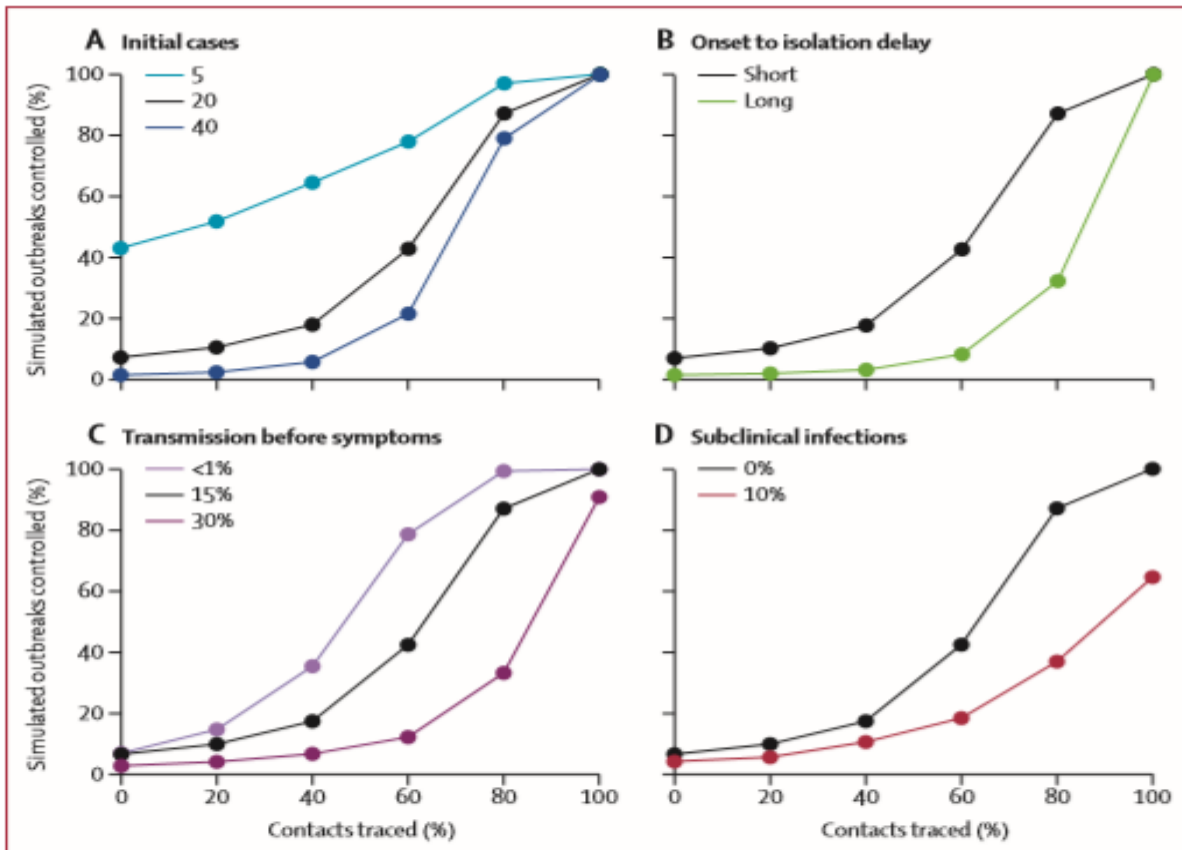 A Initial cases
5
20
40
Simulated outbreaks controlled (%)
100
80
60
40
20
0
B Onset to isolation delay
Short
Long
C Transmission before symptoms
<1%
15%
30%
Simulated outbreaks controlled (%)
100
80
60
40
20
0
0 20 40 60 80 100
Contacts traced (%)
D Subclinical infections
0%
10%
0 20 40 60 80 100
Contacts traced (%)